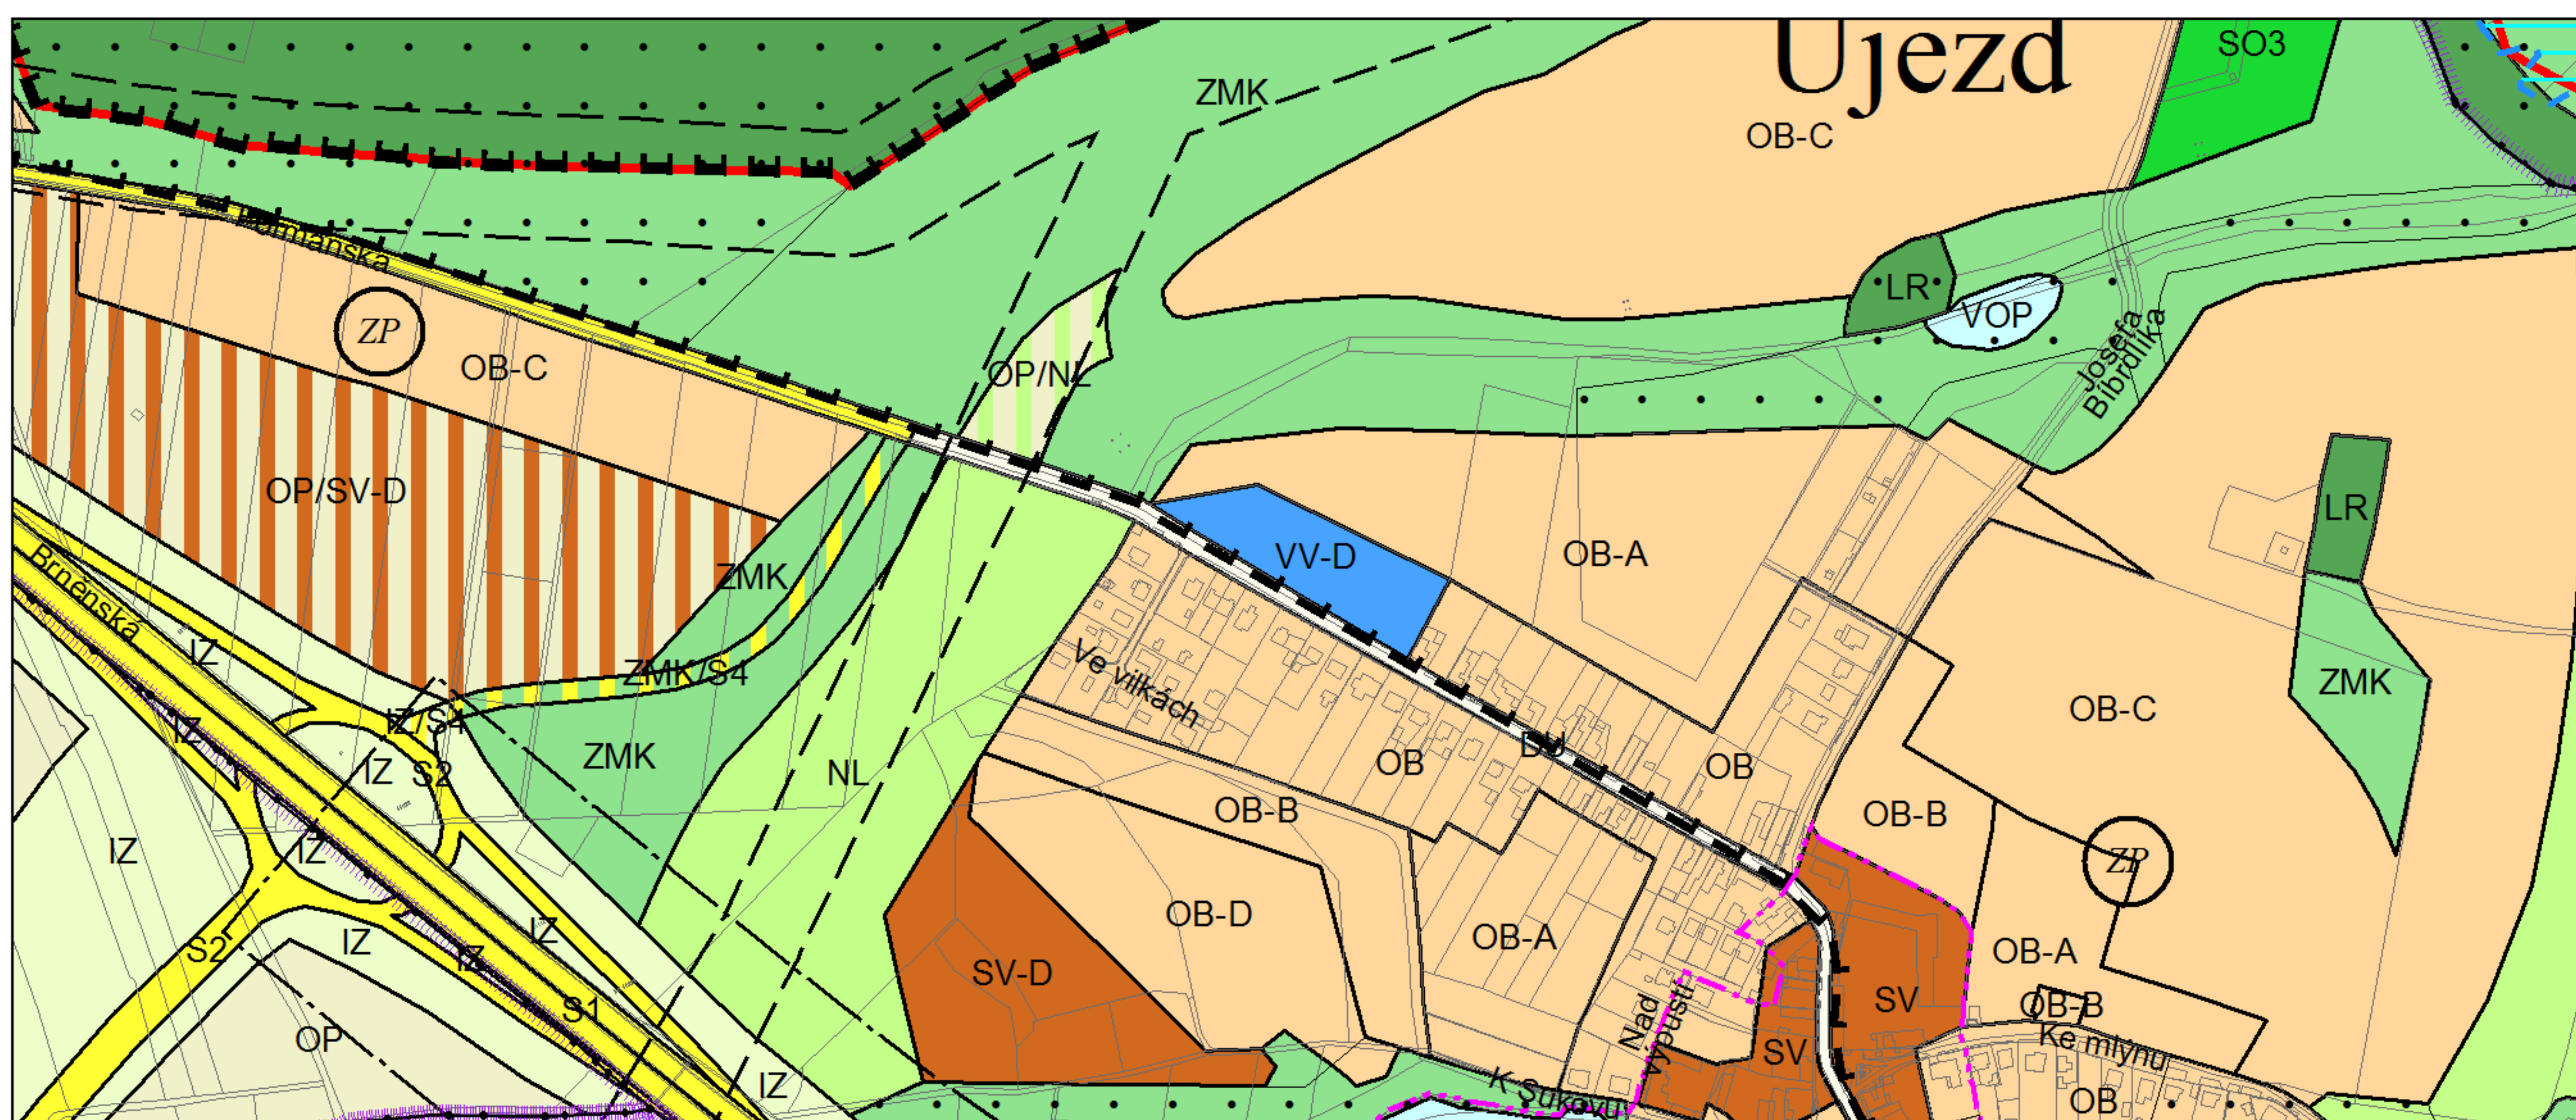 Újezd
SO3
ZMK
OB-C
Formanská
LR
VOP
ZP
OB-C
OP/NL
Josefa
Bíbrdlíka
OP/SV-D
LR
VV-D
OB-A
ZMK
Brněnská
IZ
ZMK/S4
Ve vilkách
ZMK
IZ/S4
IZ
OB-C
DU
ZMK
NL
OB
OB
IZ
S2
OB-B
OB-B
IZ
IZ
ZP
OB-D
IZ
OB-A
S2
IZ
IZ
OB-A
SV-D
SV
OB-B
S1
Nad
výpustí
OP
Ke mlýnu
SV
IZ
K Sukovu
OB